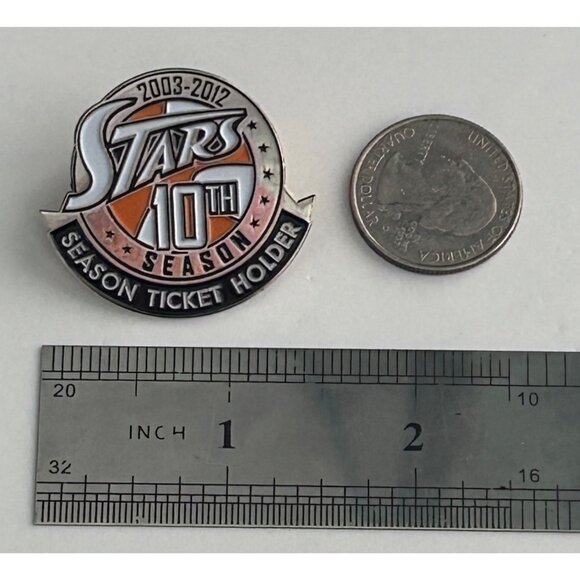 2003-2012
STARS
10TH
SEASON
SEASON TICKET HOLDER
UNITED STATES OF AMERICA
LIBERTY
QUARTER DOLLAR
20
10
INCH 1 2
32
16